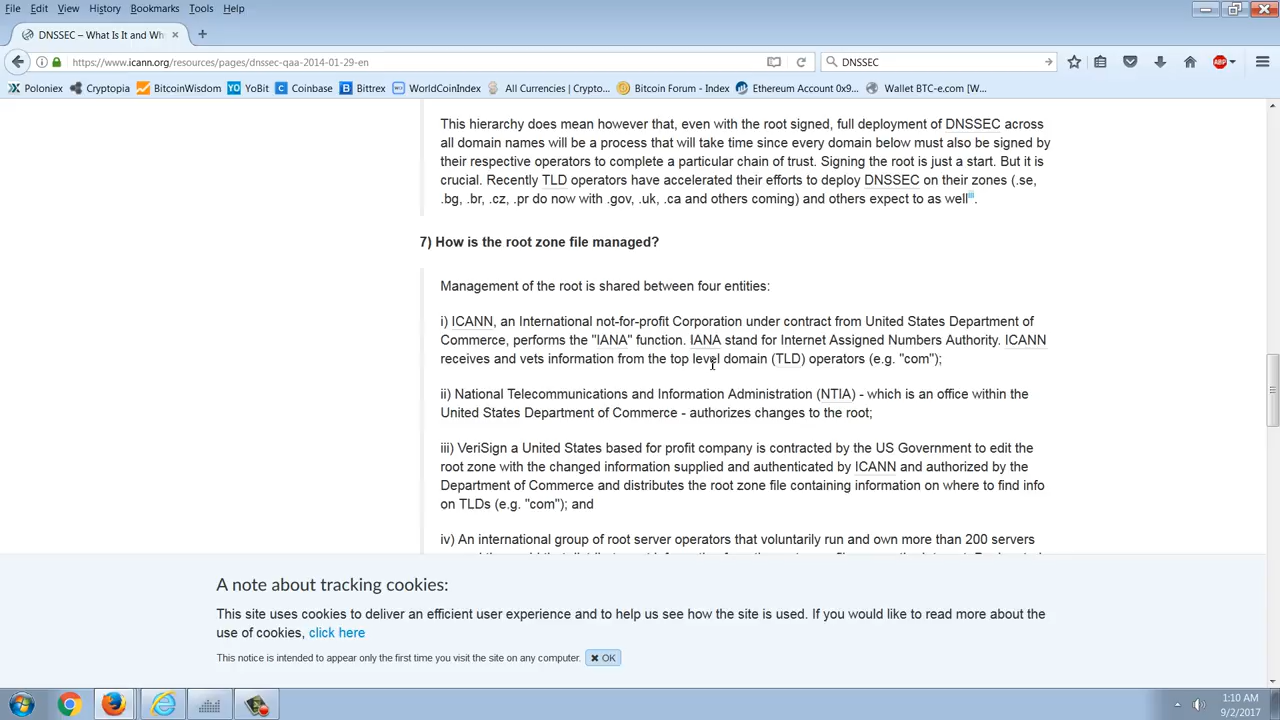 File Edit View History Bookmarks Tools Help
DNSSEC – What Is It and Wh
https://www.icann.org/resources/pages/dnssec-qaa-2014-01-29-en
DNSSEC
ABP
Poloniex Cryptopia BitcoinWisdom YoBit Coinbase Bittrex WorldCoinIndex All Currencies (Crypto... Bitcoin Forum - Index Ethereum Account 0x9... Wallet BTC-e.com [W...
This hierarchy does mean however that, even with the root signed, full deployment of DNSSEC across
all domain names will be a process that will take time since every domain below must also be signed by
their respective operators to complete a particular chain of trust. Signing the root is just a start. But it is
crucial. Recently TLD operators have accelerated their efforts to deploy DNSSEC on their zones (.se,
.bg, .br, .cz, .pr do now with .gov, .uk, .ca and others coming) and others expect to as well iii.
7) How is the root zone file managed?
Management of the root is shared between four entities:
i) ICANN, an International not-for-profit Corporation under contract from United States Department of
Commerce, performs the "IANA" function. IANA stand for Internet Assigned Numbers Authority. ICANN
receives and vets information from the top level domain (TLD) operators (e.g. "com");
ii) National Telecommunications and Information Administration (NTIA) - which is an office within the
United States Department of Commerce - authorizes changes to the root;
iii) VeriSign a United States based for profit company is contracted by the US Government to edit the
root zone with the changed information supplied and authenticated by ICANN and authorized by the
Department of Commerce and distributes the root zone file containing information on where to find info
on TLDs (e.g. "com"); and
iv) An international group of root server operators that voluntarily run and own more than 200 servers
A note about tracking cookies:
This site uses cookies to deliver an efficient user experience and to help us see how the site is used. If you would like to read more about the
use of cookies, click here
This notice is intended to appear only the first time you visit the site on any computer. OK
1:10 AM
9/2/2017